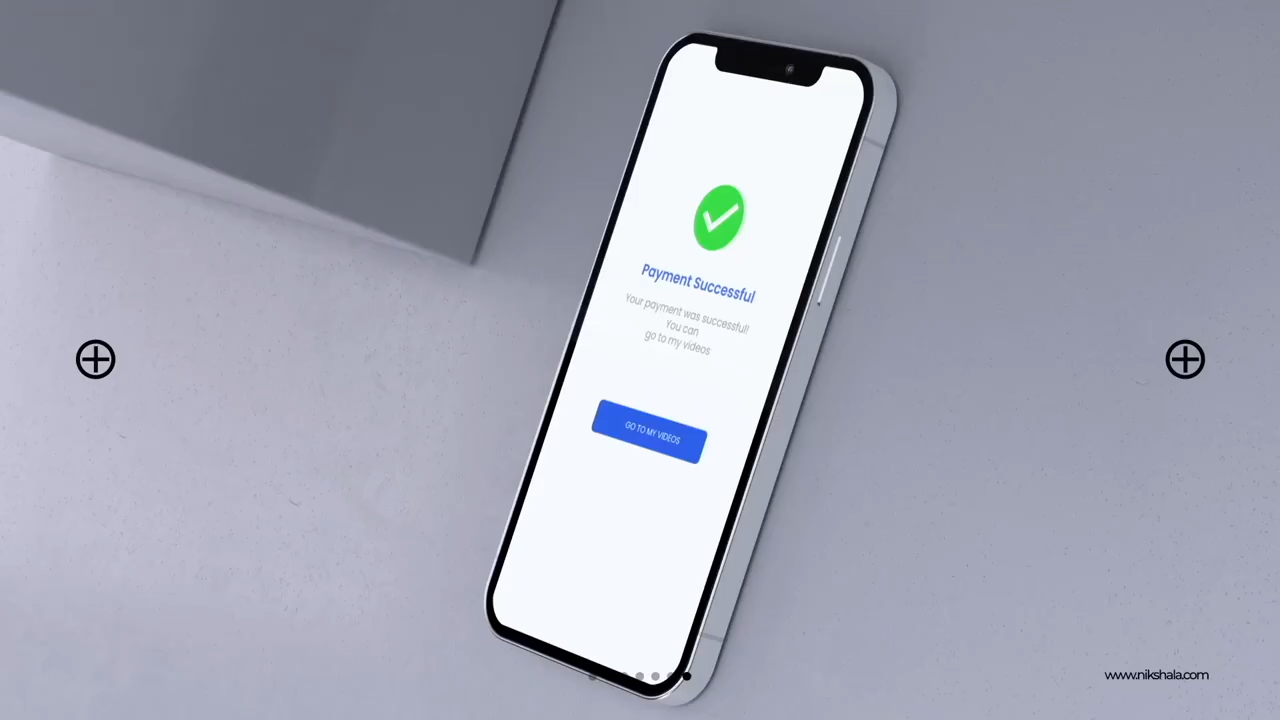 Payment Successful
Your payment was successful!
You can
go to my videos
GO TO MY VIDEOS
www.nikshala.com